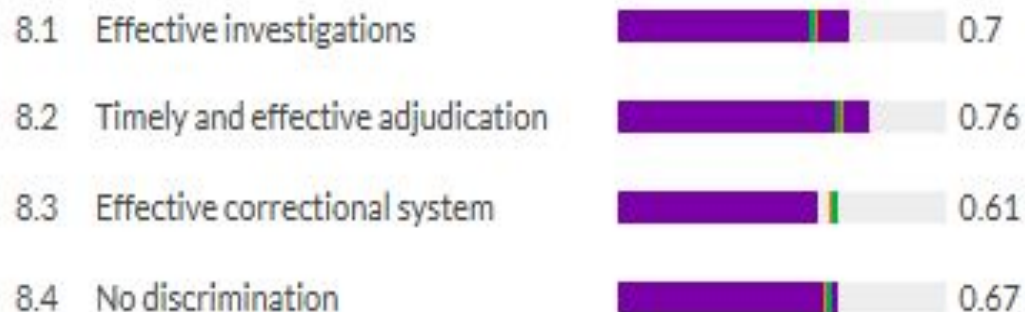 8.1 Effective investigations 0.7
8.2 Timely and effective adjudication 0.76
8.3 Effective correctional system 0.61
8.4 No discrimination 0.67